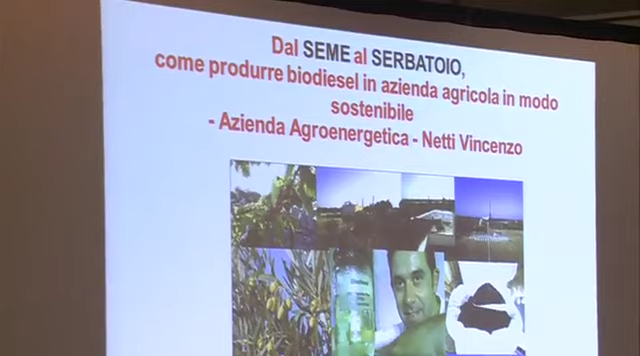 Dal SEME al SERBATOIO,
come produrre biodiesel in azienda agricola in modo
sostenibile
- Azienda Agroenergetica - Netti Vincenzo